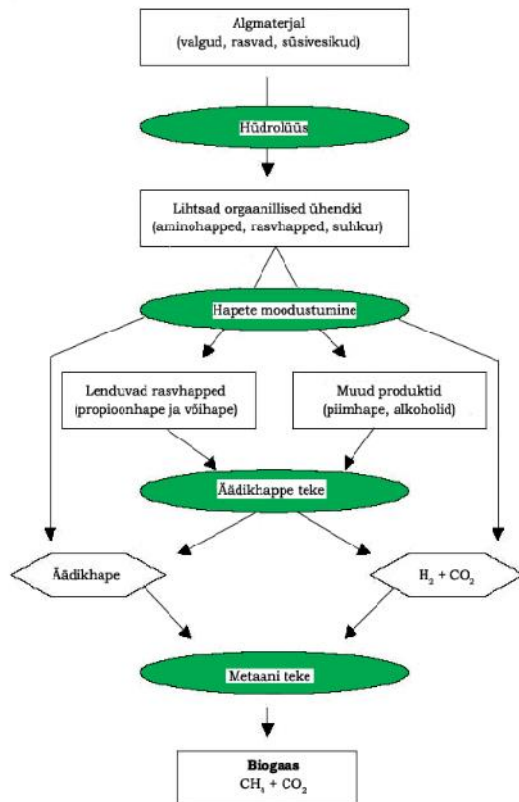 Algmaterjal
(valgud, rasvad, süsivesikud)
Hüdrolüüs
Lihtsad orgaanillised ühendid
(aminohapped, rasvhapped, suhkur)
Hapete moodustumine
Lenduvad rasvhapped
(propioonhape ja võihape)
Muud produktid
(piimhape, alkoholid)
Äädikhappe teke
Äädikhape
H₂ + CO₂
Metaani teke
Biogaas
CH₄ + CO₂